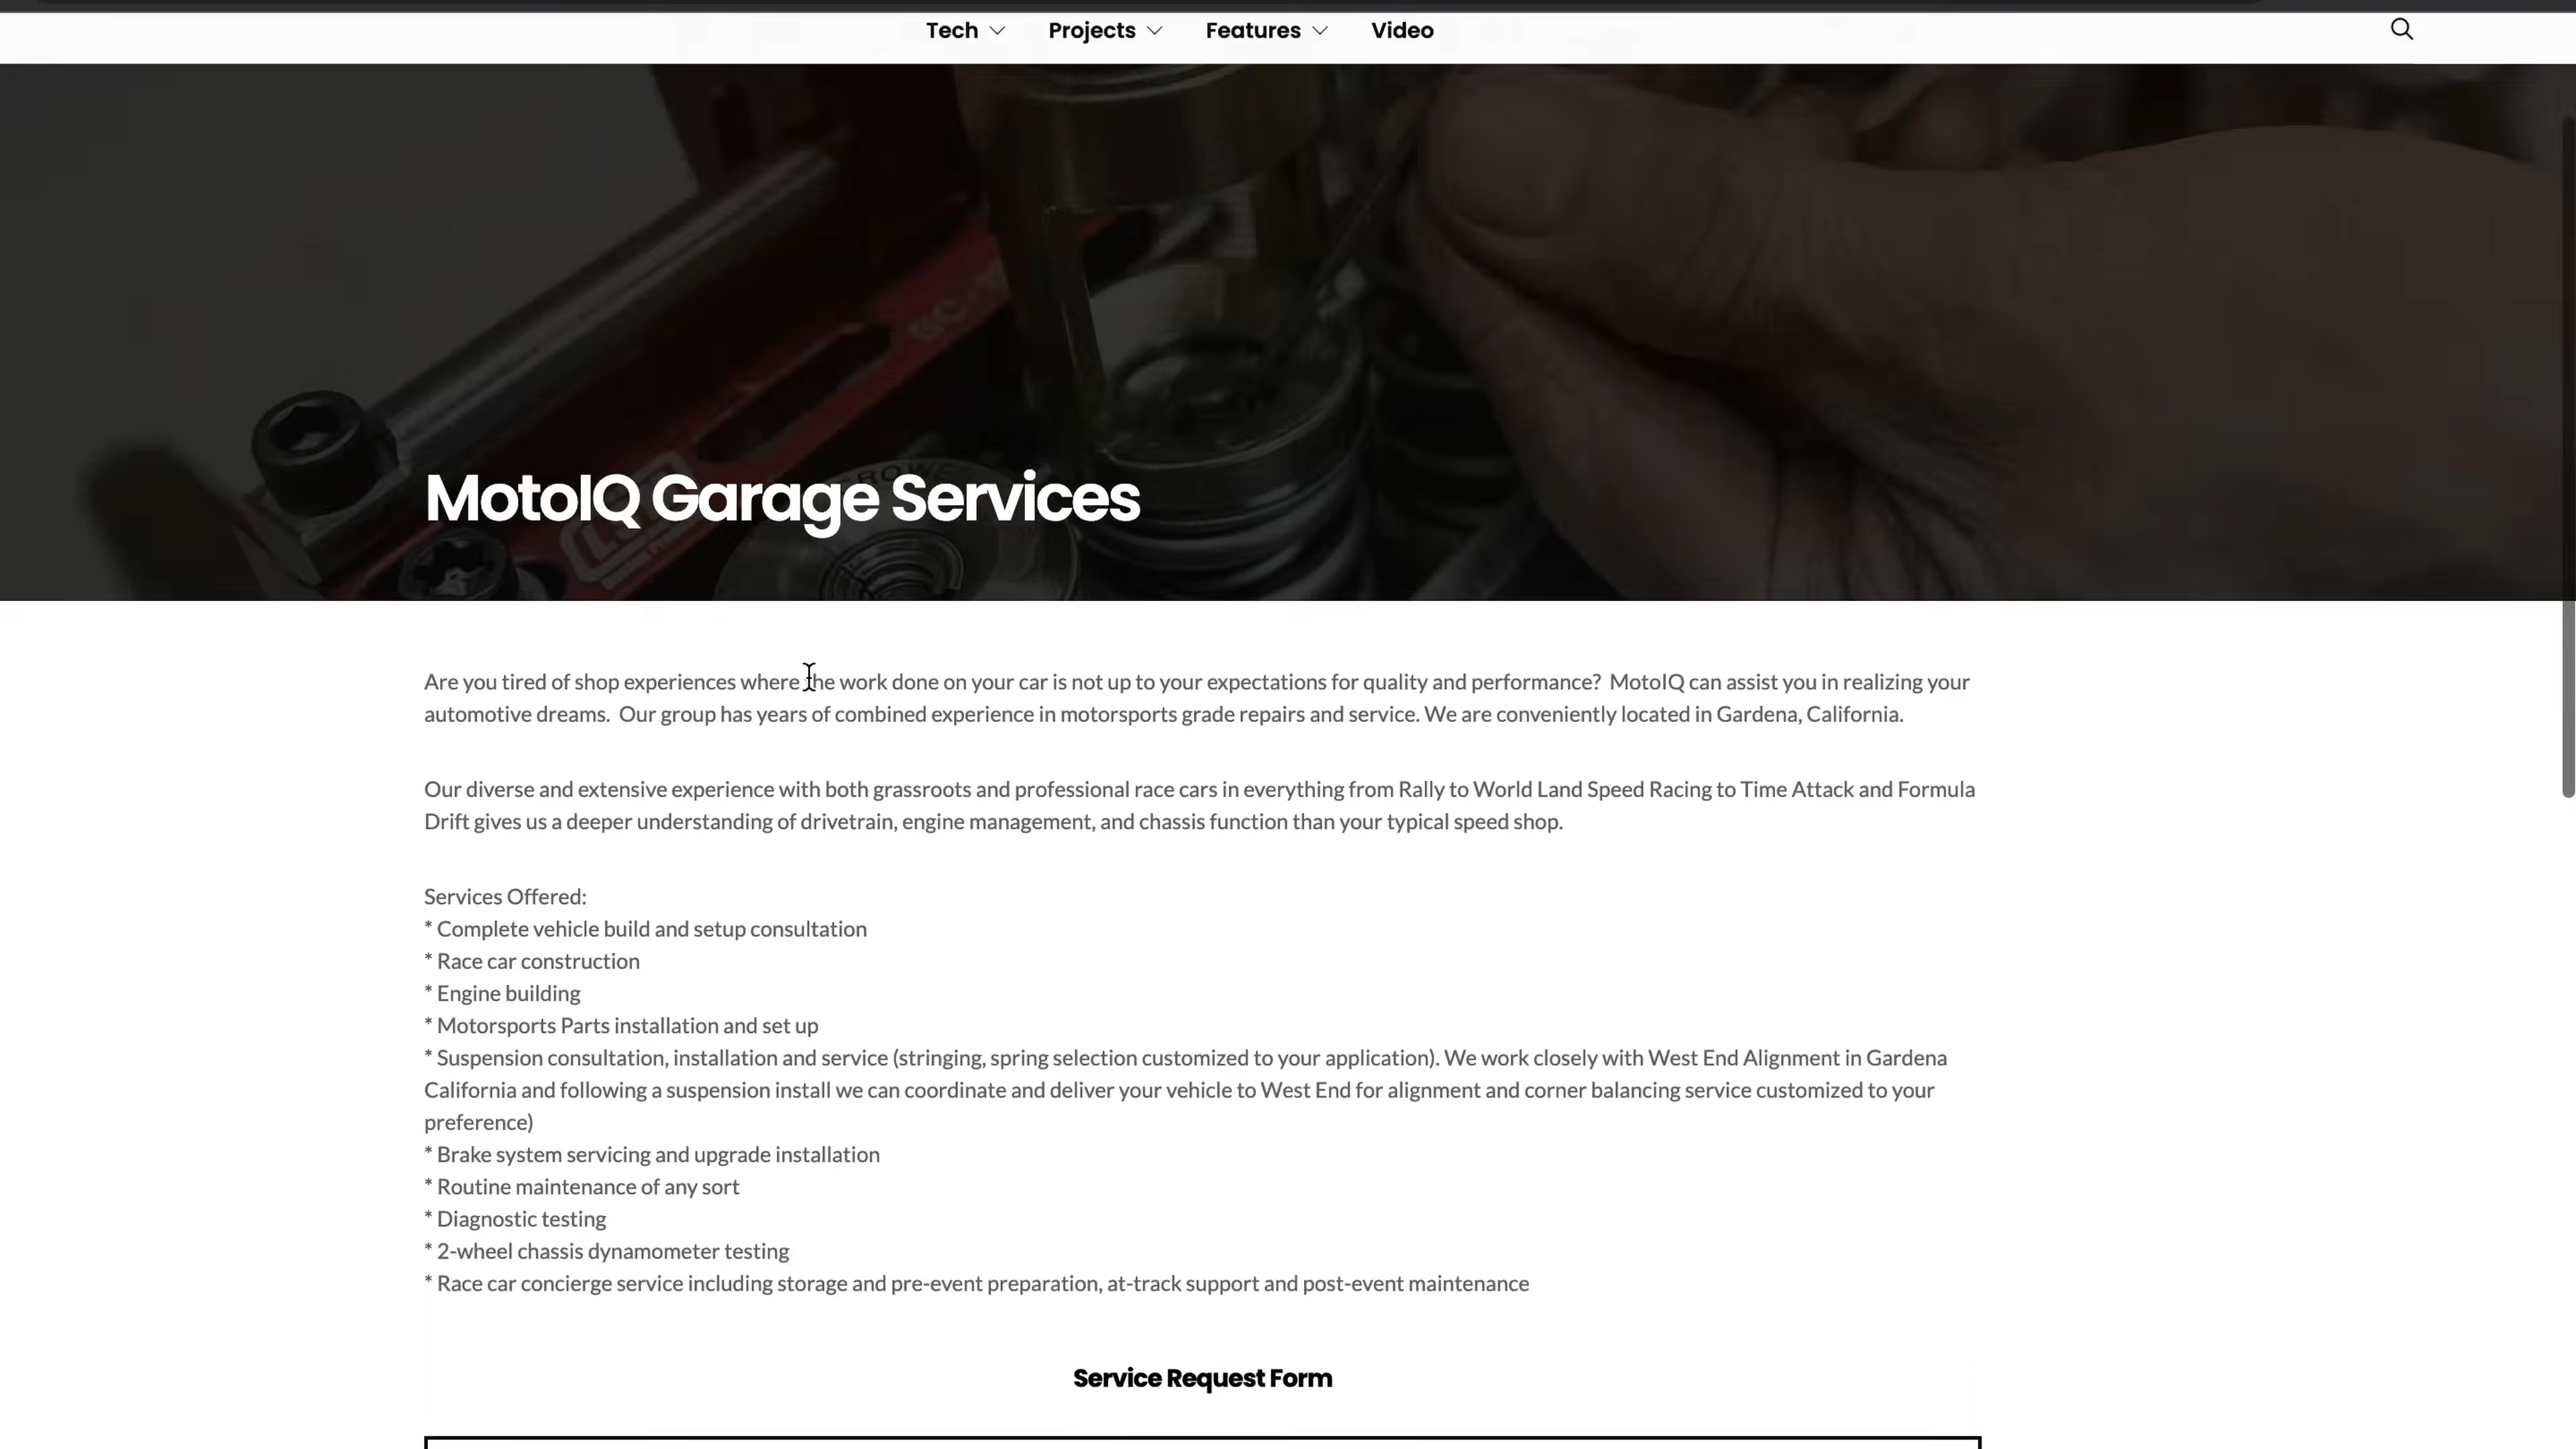 Tech Projects Features Video
MotoIQ Garage Services
Are you tired of shop experiences where the work done on your car is not up to your expectations for quality and performance?  MotoIQ can assist you in realizing your
automotive dreams.  Our group has years of combined experience in motorsports grade repairs and service. We are conveniently located in Gardena, California.
Our diverse and extensive experience with both grassroots and professional race cars in everything from Rally to World Land Speed Racing to Time Attack and Formula
Drift gives us a deeper understanding of drivetrain, engine management, and chassis function than your typical speed shop.
Services Offered:
* Complete vehicle build and setup consultation
* Race car construction
* Engine building
* Motorsports Parts installation and set up
* Suspension consultation, installation and service (stringing, spring selection customized to your application). We work closely with West End Alignment in Gardena
California and following a suspension install we can coordinate and deliver your vehicle to West End for alignment and corner balancing service customized to your
preference)
* Brake system servicing and upgrade installation
* Routine maintenance of any sort
* Diagnostic testing
* 2-wheel chassis dynamometer testing
* Race car concierge service including storage and pre-event preparation, at-track support and post-event maintenance
Service Request Form